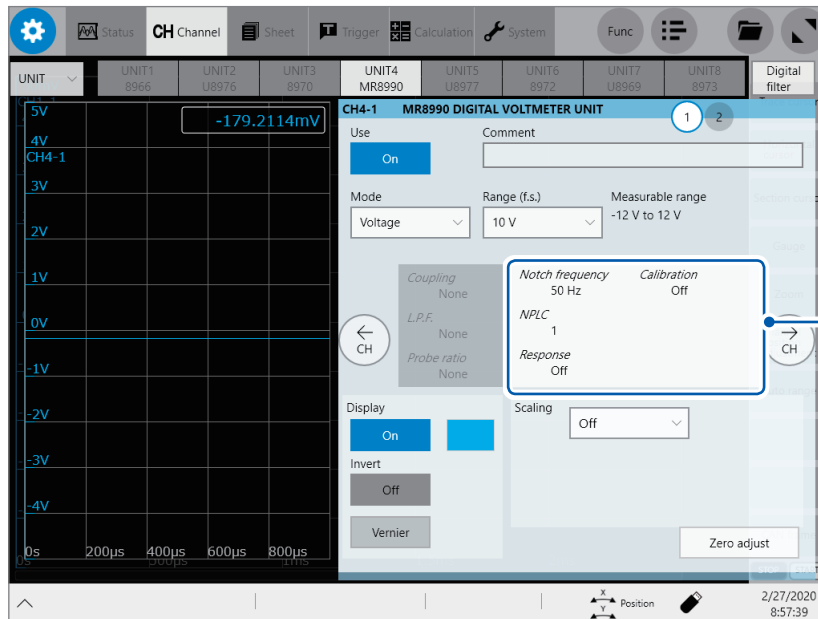 Status CH Channel Sheet Trigger Calculation System Func
UNIT UNIT1 UNIT2 UNIT3 UNIT4 UNIT5 UNIT6 UNIT7 UNIT8 Digital
8966 U8976 8970 MR8990 U8977 8972 U8969 8973 filter
CH4-1 MR8990 DIGITAL VOLTMETER UNIT 1 2
5V
-179.2114mV
4V
CH4-1
3V
2V
1V
0V
-1V
-2V
-3V
-4V
0s 200μs 400μs 600μs 800μs
Use Comment
On
Mode Range (f.s.) Measurable range
Voltage 10 V -12 V to 12 V
Coupling
None
L.P.F.
None
Probe ratio
None
Notch frequency Calibration
50 Hz Off
NPLC
1
Response
Off
← CH
→ CH
Display Scaling
On Off
Invert
Off
Vernier
Zero adjust
X Y Position 2/27/2020
8:57:39